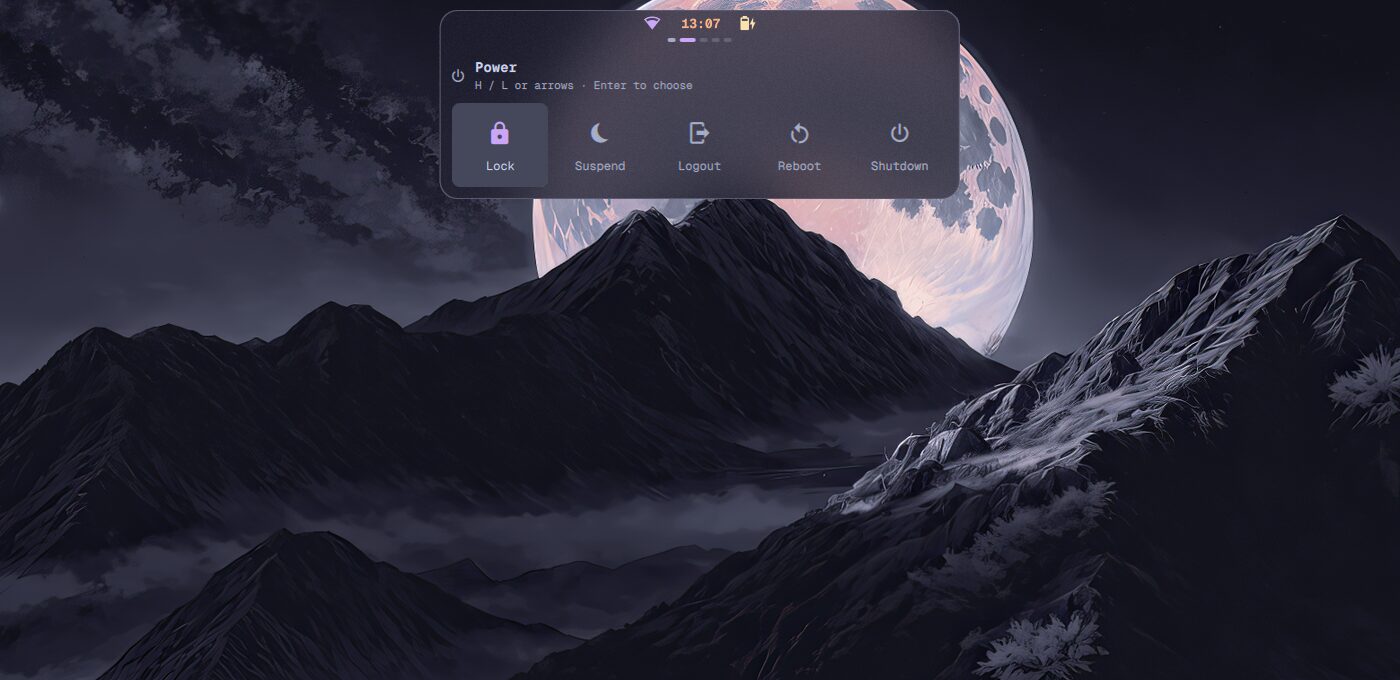 13:07
Power
H / L or arrows · Enter to choose
Lock Suspend Logout Reboot Shutdown